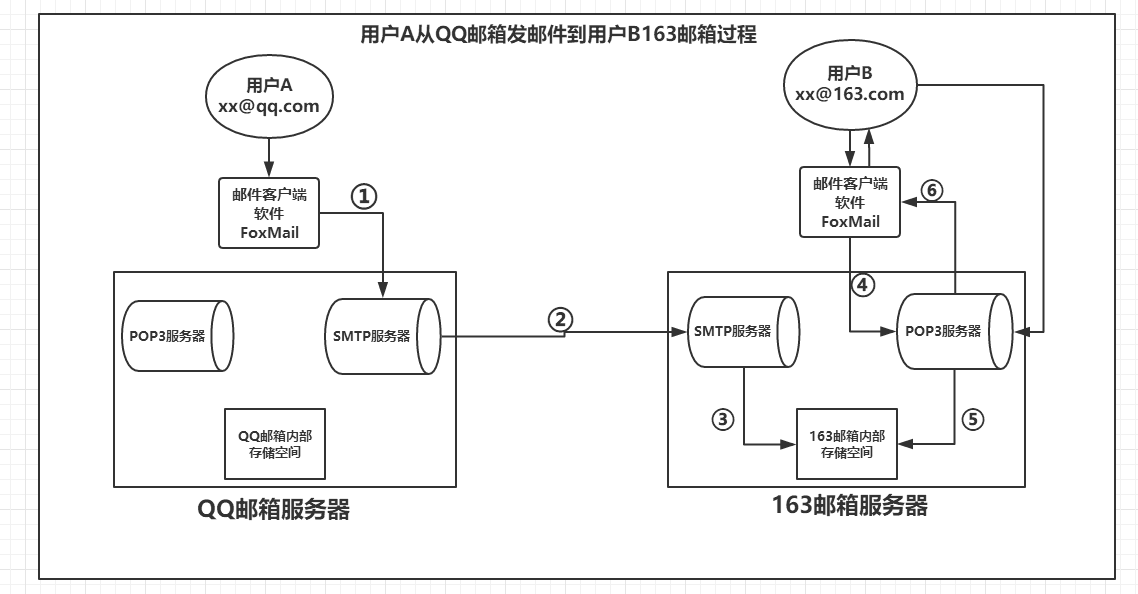 用户A从QQ邮箱发邮件到用户B163邮箱过程
用户A
xx@qq.com
用户B
xx@163.com
邮件客户端
软件
FoxMail
①
邮件客户端
软件
FoxMail
⑥
④
POP3服务器
SMTP服务器
②
SMTP服务器
POP3服务器
③
⑤
QQ邮箱内部
存储空间
163邮箱内部
存储空间
QQ邮箱服务器
163邮箱服务器